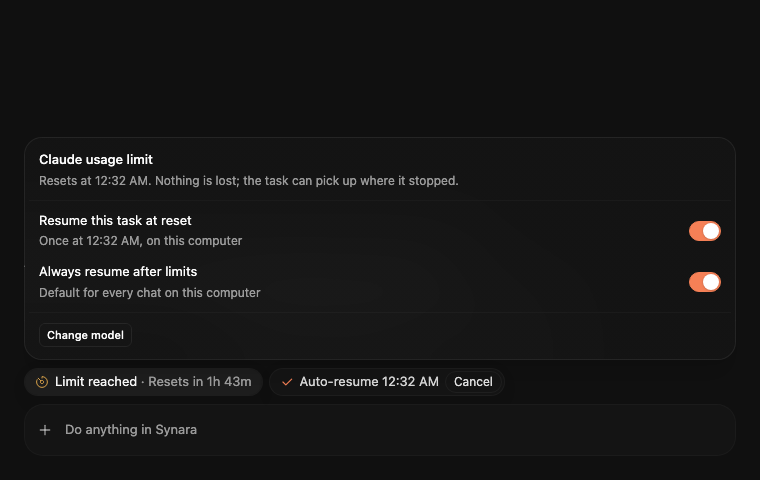 Claude usage limit
Resets at 12:32 AM. Nothing is lost; the task can pick up where it stopped.
Resume this task at reset
Once at 12:32 AM, on this computer
Always resume after limits
Default for every chat on this computer
Change model
Limit reached · Resets in 1h 43m
Auto-resume 12:32 AM
Cancel
Do anything in Synara